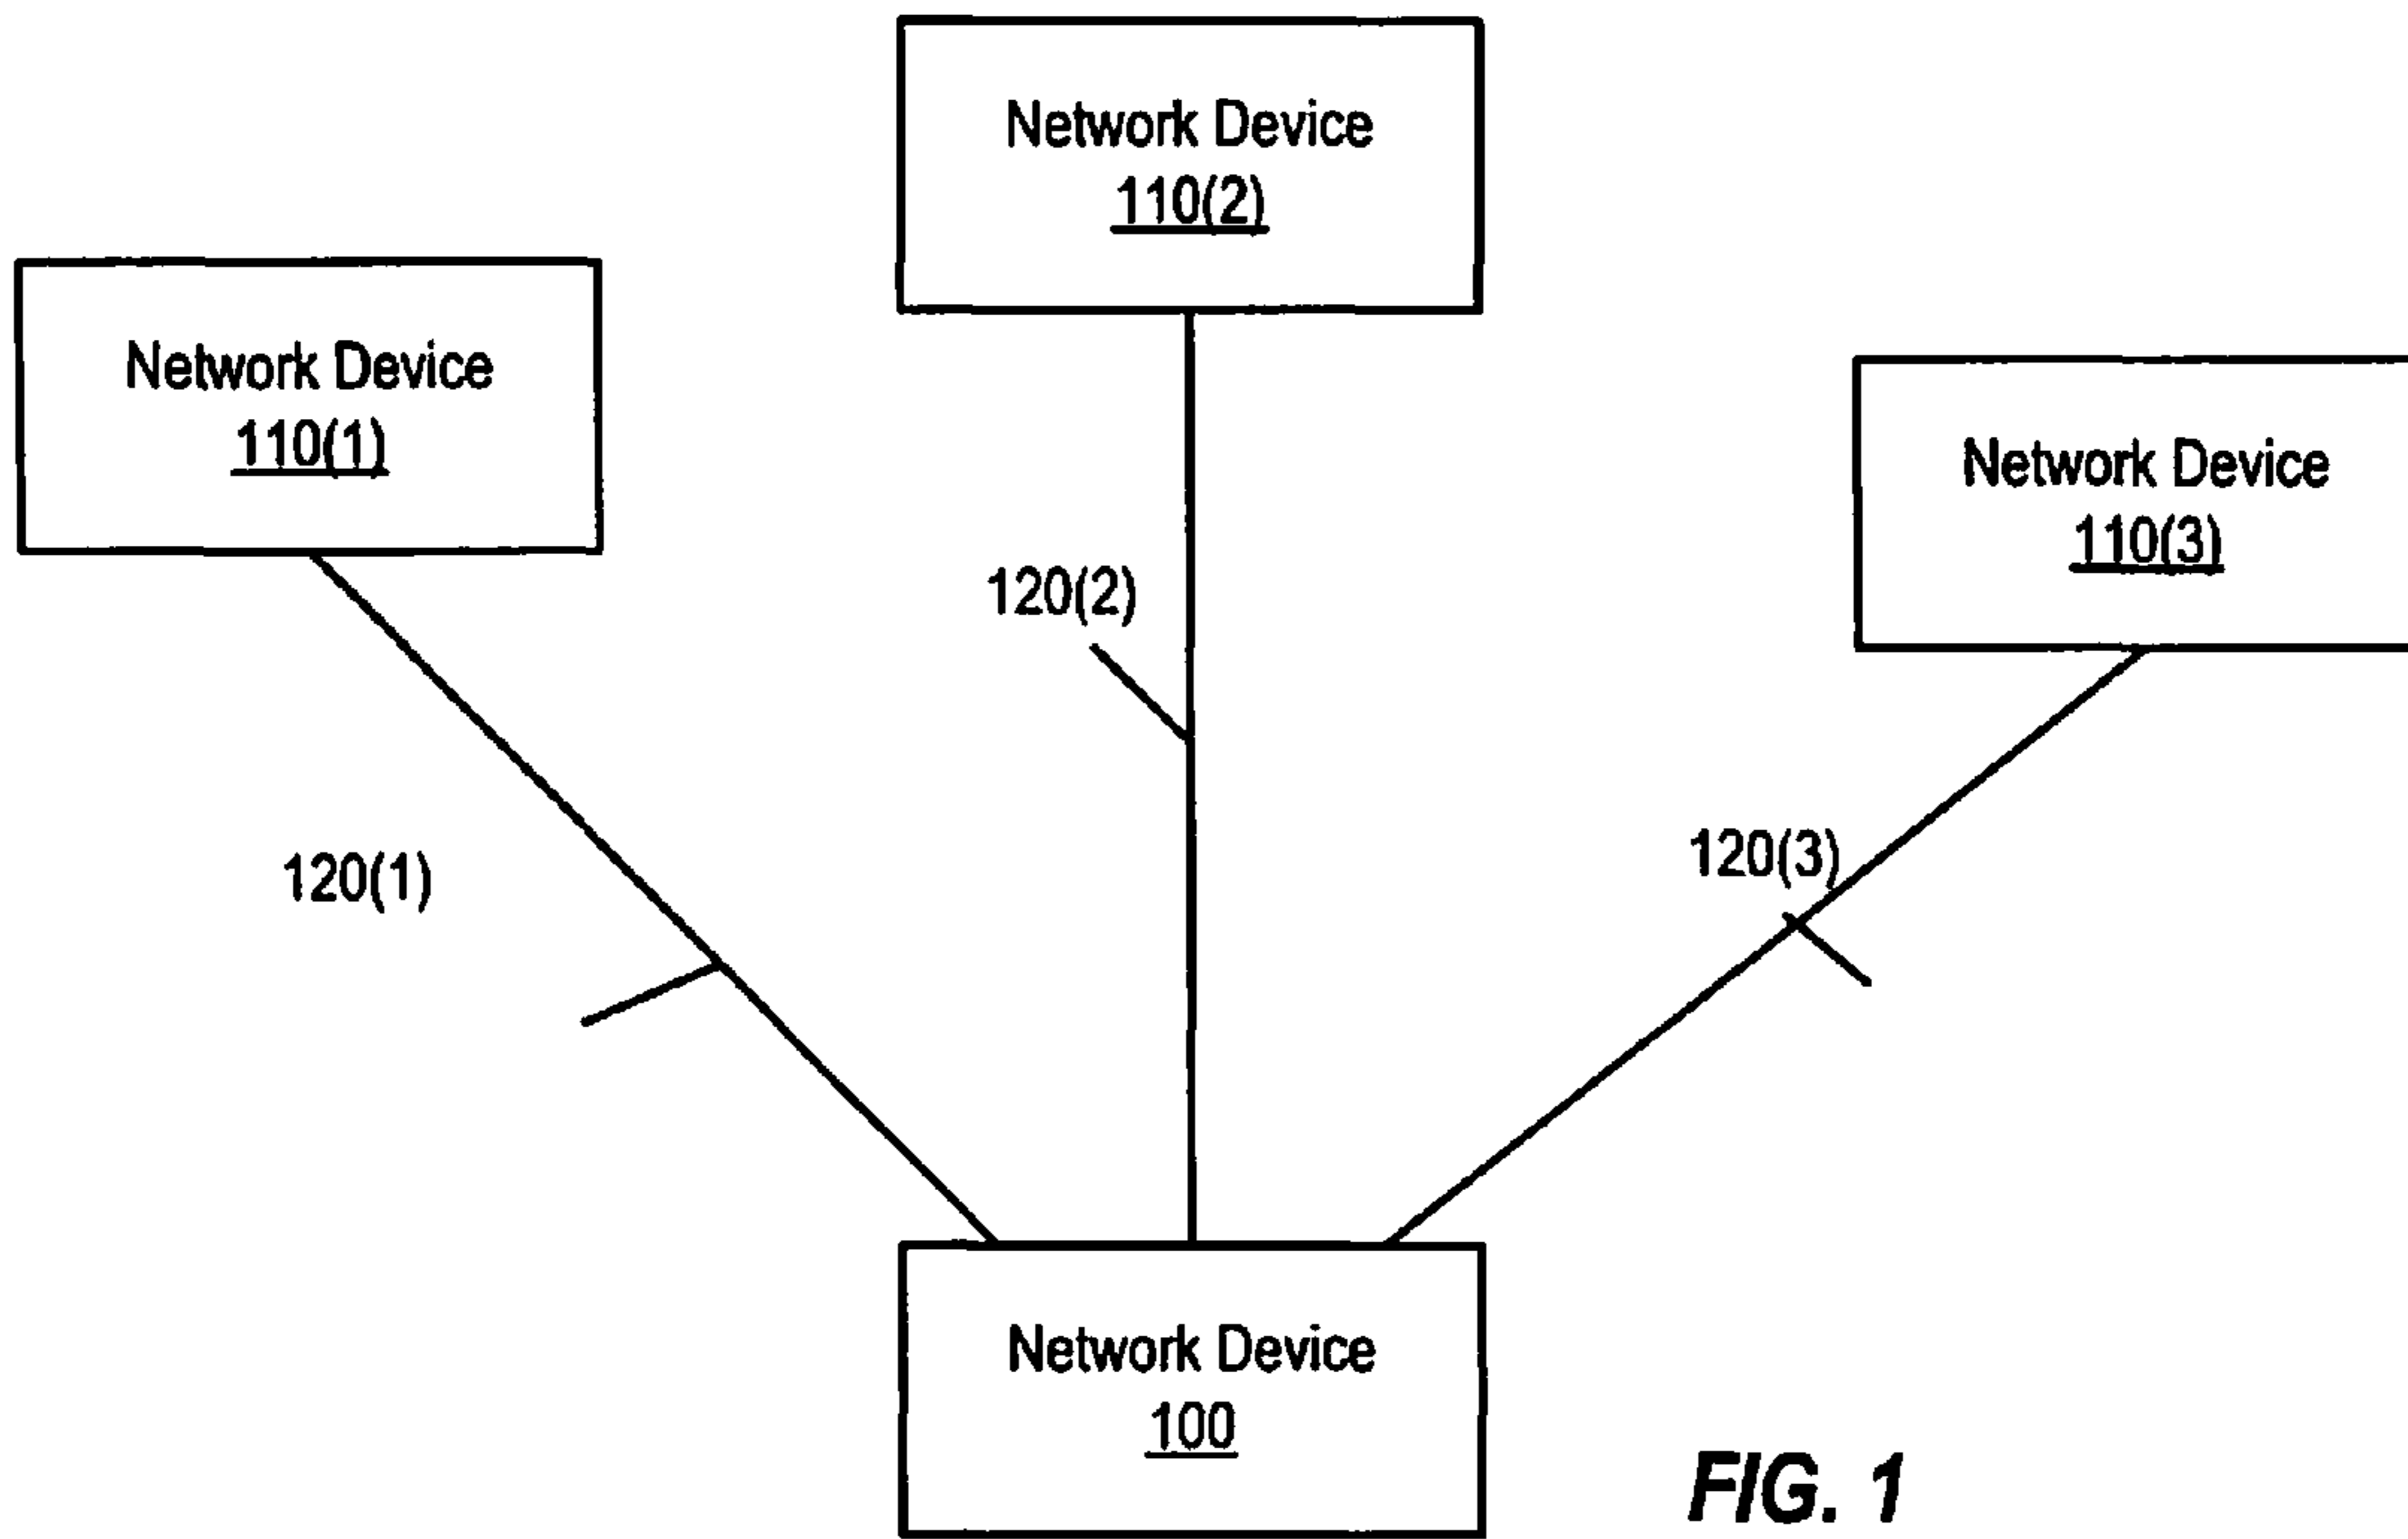 Network Device
110(2)
Network Device
110(1)
Network Device
110(3)
120(2)
120(1)
120(3)
Network Device
100
FIG. 1